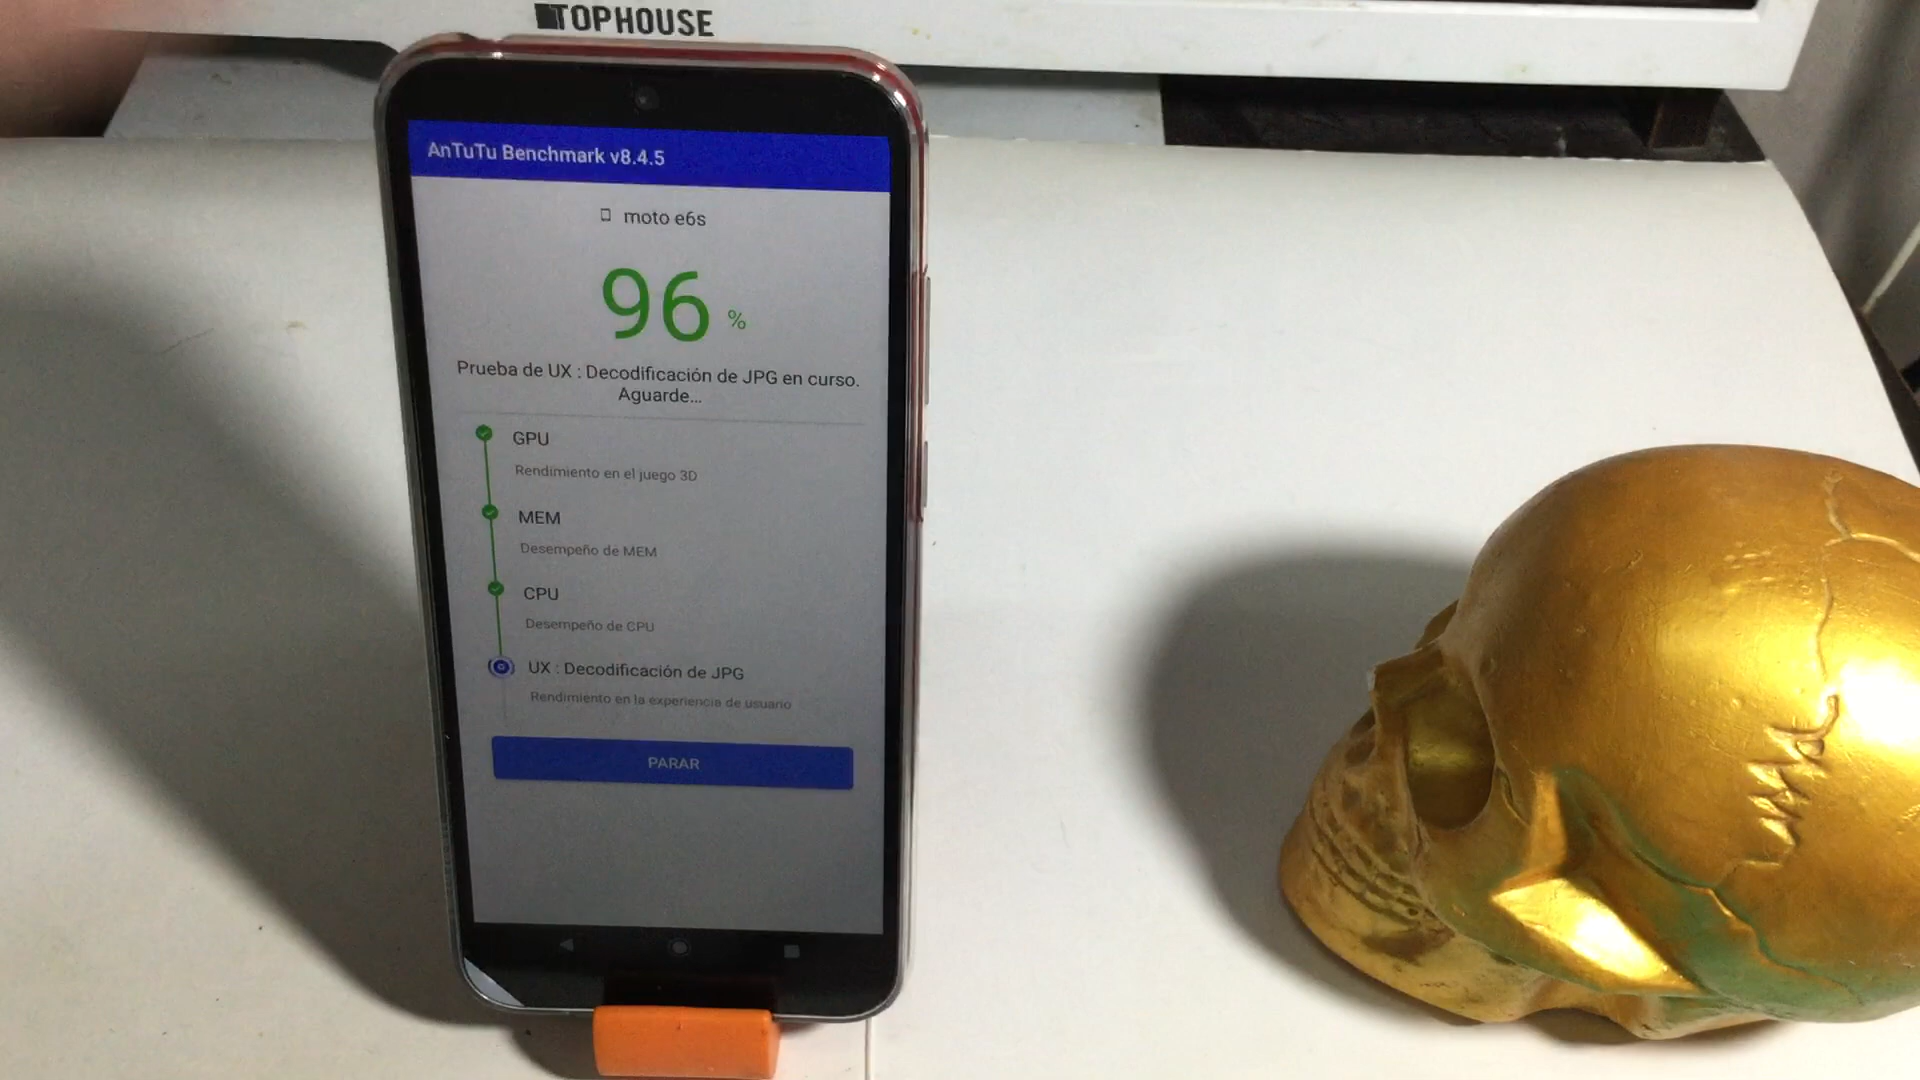 TOPHOUSE
AnTuTu Benchmark v8.4.5
moto e6s
96 %
Prueba de UX : Decodificación de JPG en curso.
Aguarde...
GPU
Rendimiento en el juego 3D
MEM
Desempeño de MEM
CPU
Desempeño de CPU
UX : Decodificación de JPG
Rendimiento en la experiencia de usuario
PARAR